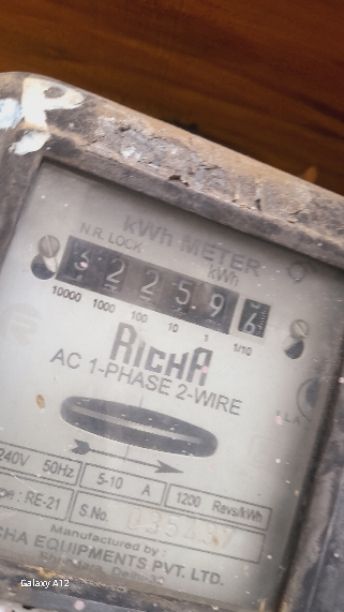 kWh METER
N.R. LOCK
kWh
2 2 5 9 6
10000 1000 100 10 1 1/10
RICHA
AC 1-PHASE 2-WIRE
240V 50Hz 5-10 A 1200 Revs/kWh
: RE-21 S.No.
Manufactured by :
CHA EQUIPMENTS PVT. LTD.
Galaxy A12